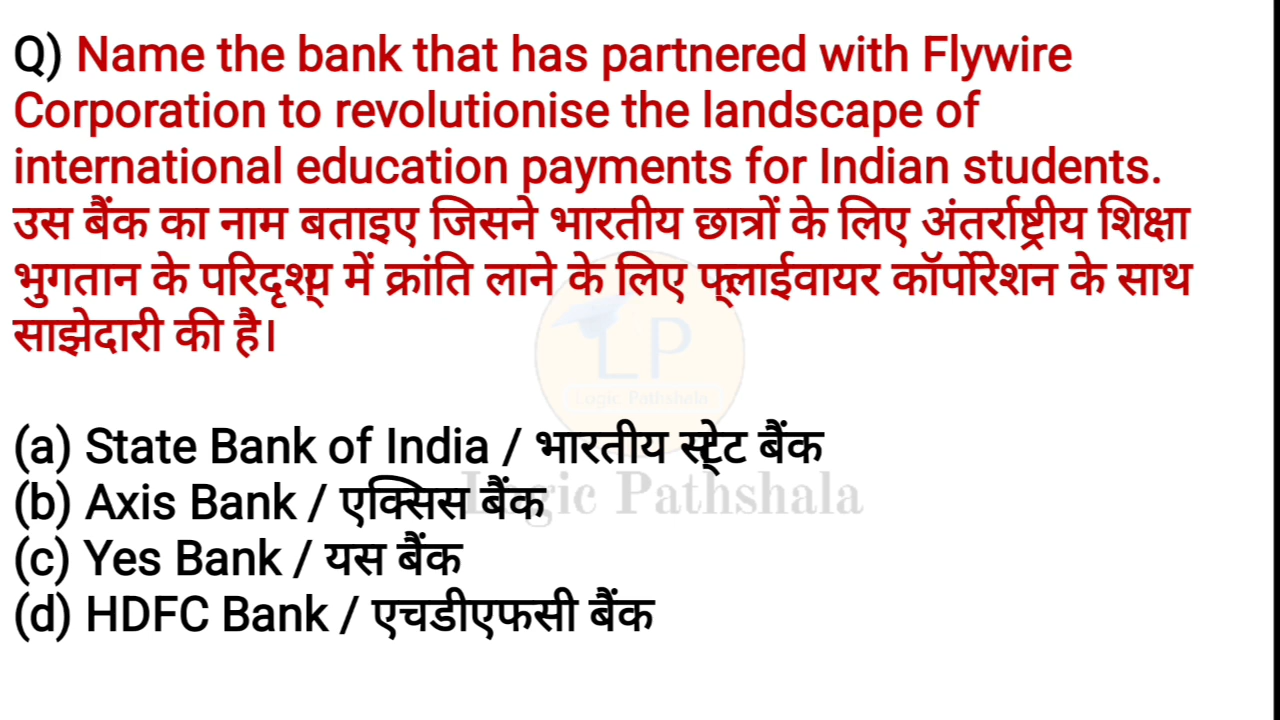 Q) Name the bank that has partnered with Flywire
Corporation to revolutionise the landscape of
international education payments for Indian students.
उस बैंक का नाम बताइए जिसने भारतीय छात्रों के लिए अंतर्राष्ट्रीय शिक्षा
भुगतान के परिदृश्य में क्रांति लाने के लिए फ्लाईवायर कॉर्पोरेशन के साथ
साझेदारी की है।
LP
Logic Pathshala
(a) State Bank of India / भारतीय स्टेट बैंक
Logic Pathshala
(b) Axis Bank / एक्सिस बैंक
(c) Yes Bank / यस बैंक
(d) HDFC Bank / एचडीएफसी बैंक